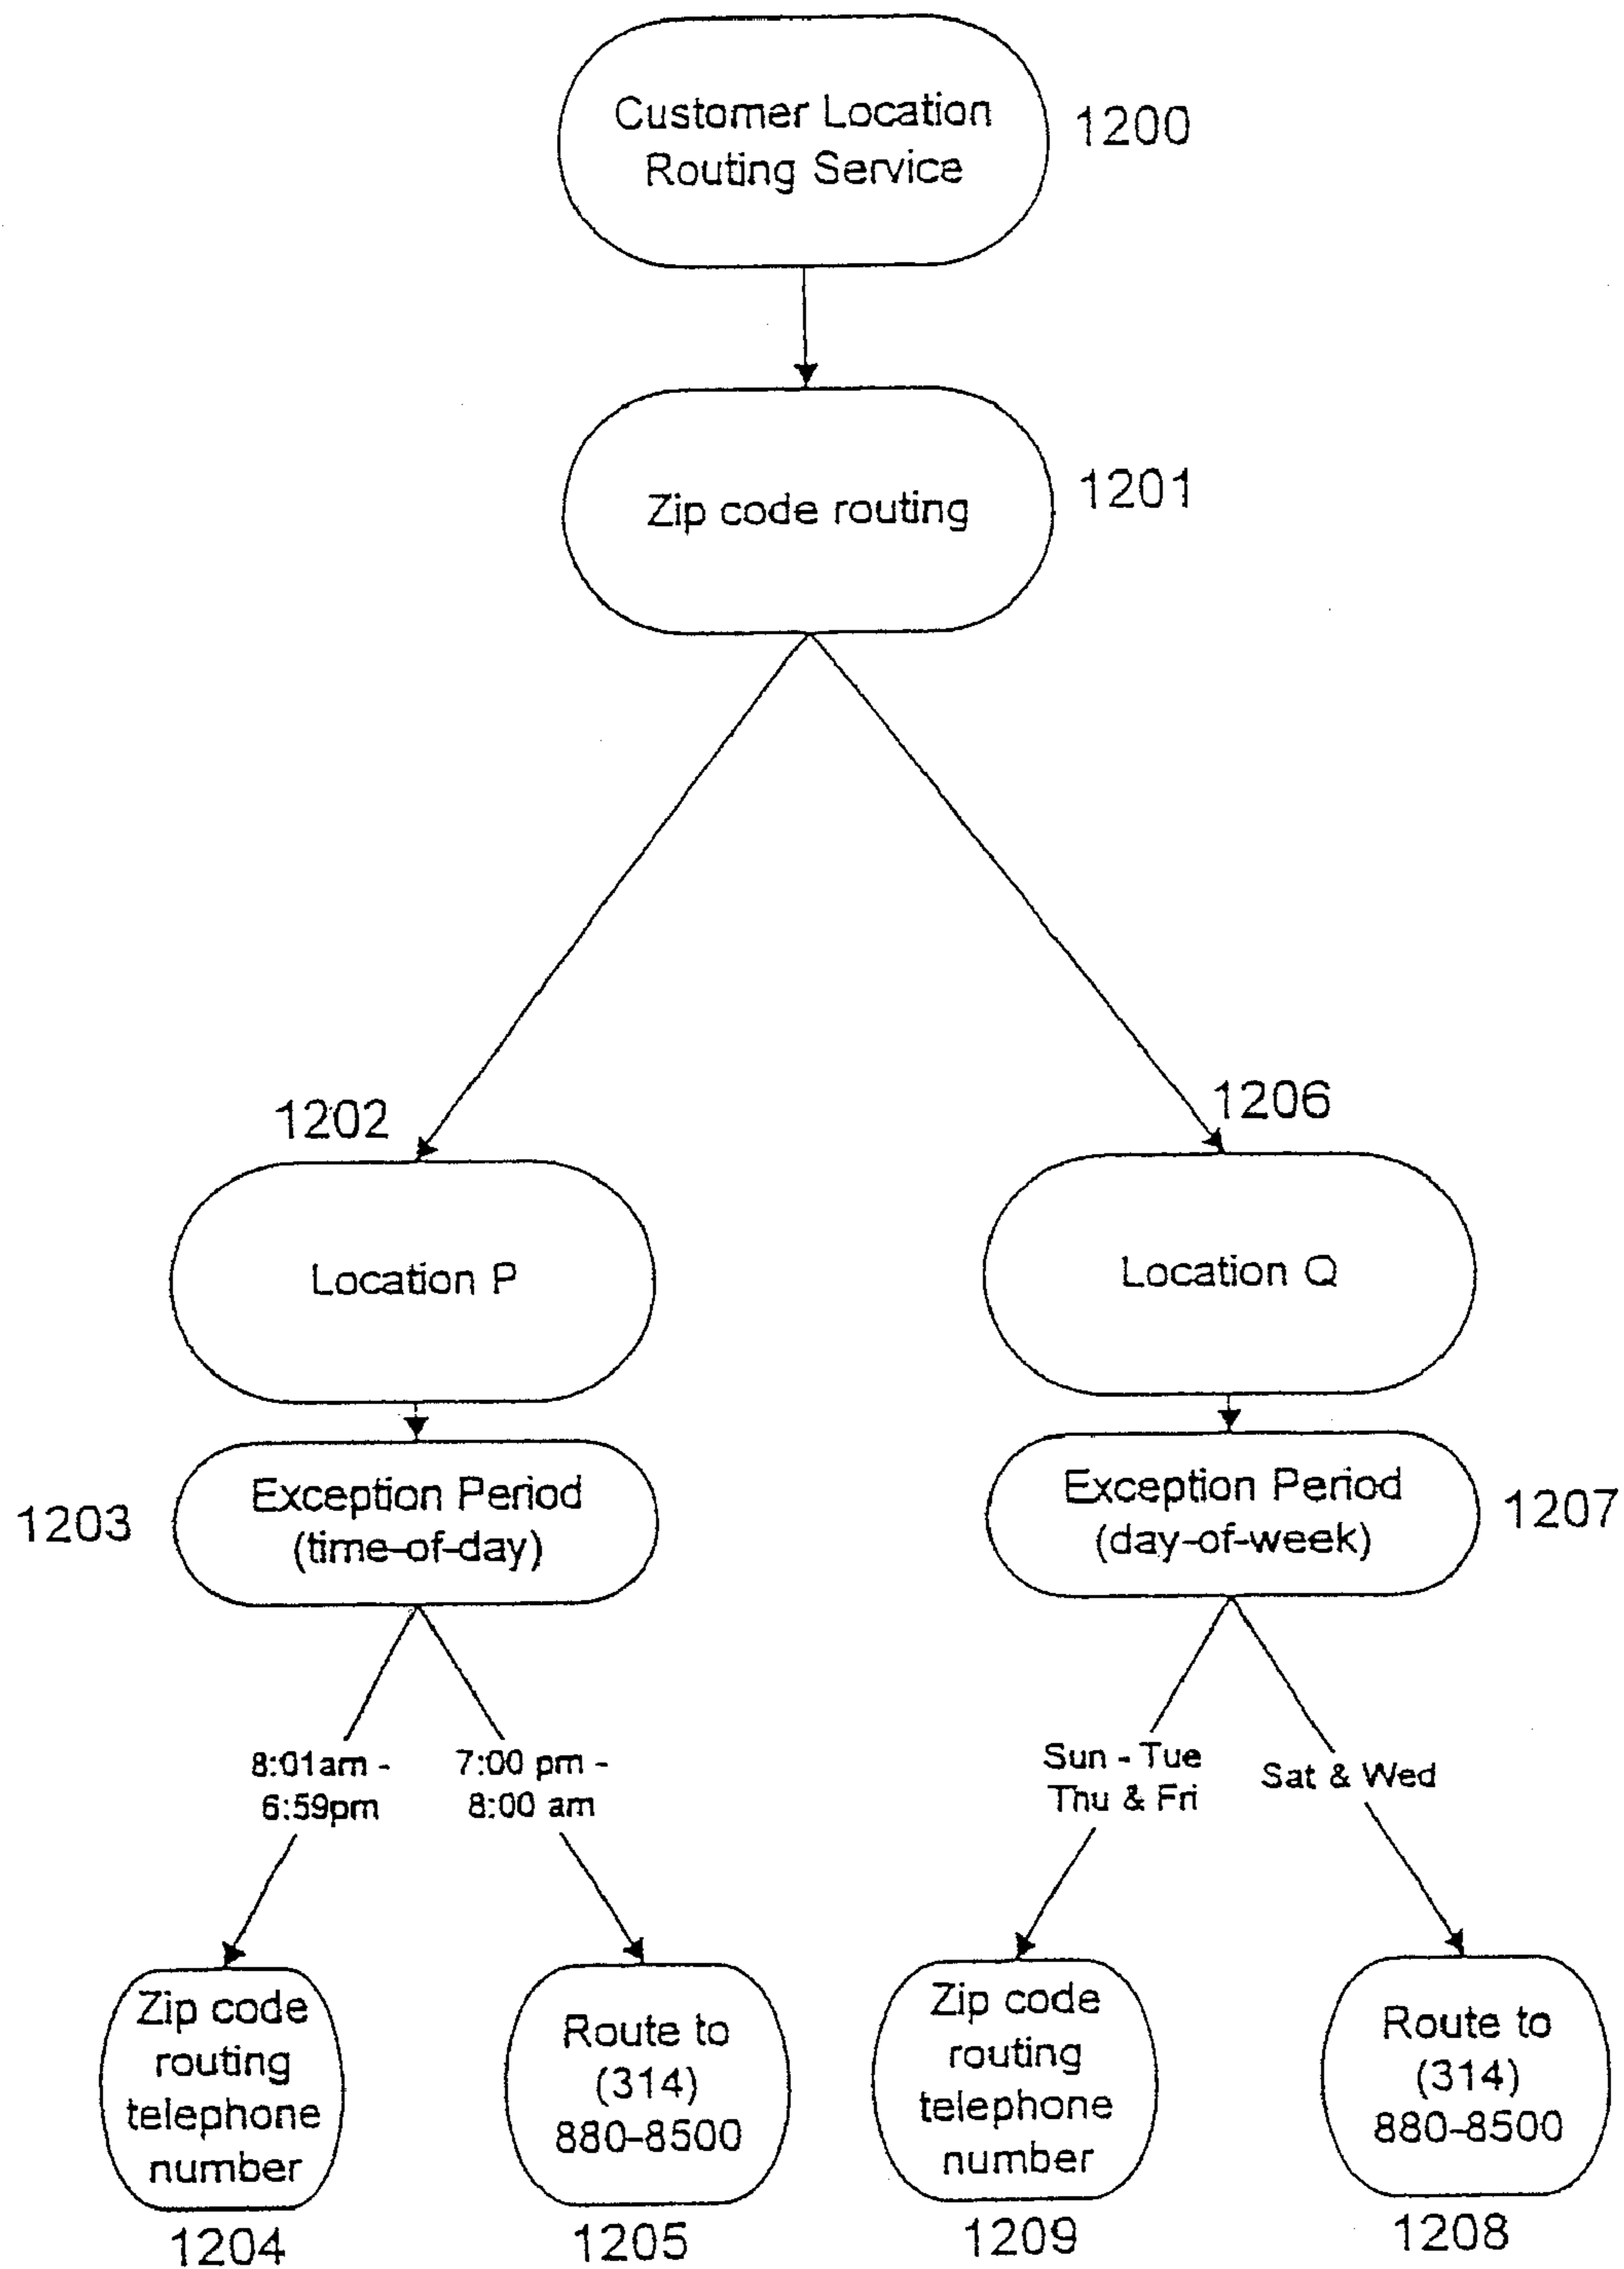 Customer Location
Routing Service
1200
Zip code routing
1201
1202
1206
Location P
Location Q
1203
Exception Period
(time-of-day)
Exception Period
(day-of-week)
1207
8:01am -
6:59pm
7:00 pm -
8:00 am
Sun - Tue
Thu & Fri
Sat & Wed
Zip code
routing
telephone
number
Route to
(314)
880-8500
Zip code
routing
telephone
number
Route to
(314)
880-8500
1204
1205
1209
1208